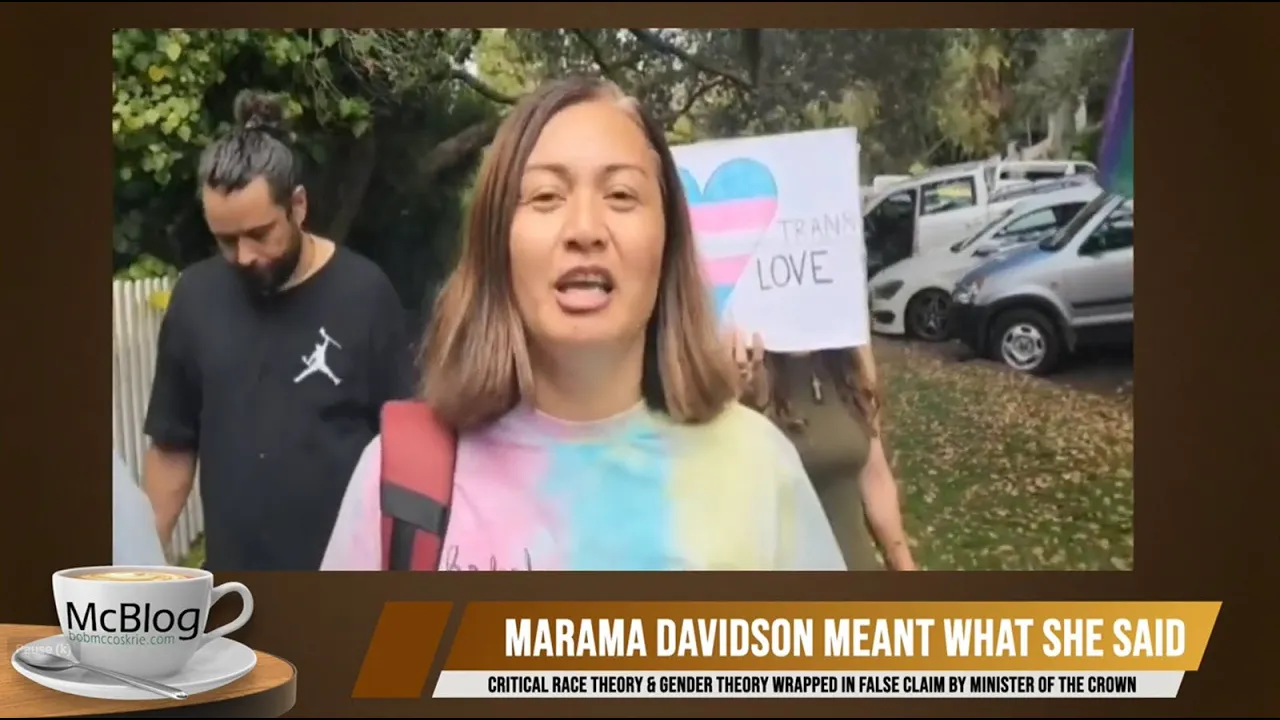 TRANS
LOVE
McBlog
bobmccoskrie.com
Pause (k)
MARAMA DAVIDSON MEANT WHAT SHE SAID
CRITICAL RACE THEORY & GENDER THEORY WRAPPED IN FALSE CLAIM BY MINISTER OF THE CROWN